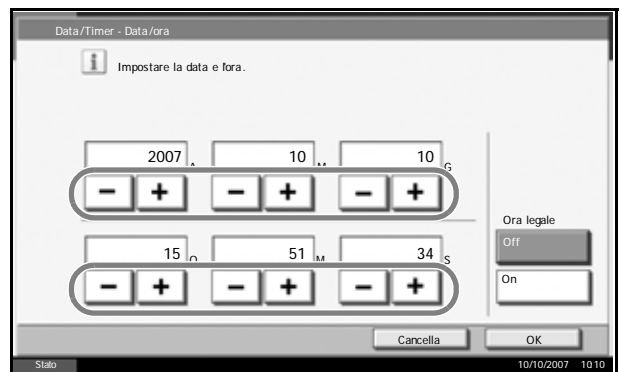 Data/Timer - Data/ora
Impostare la data e l'ora.
2007 A 10 M 10 G
- + - + - +
Ora legale
Off
15 O 51 M 34 S
On
- + - + - +
Cancella OK
Stato 10/10/2007 10:10